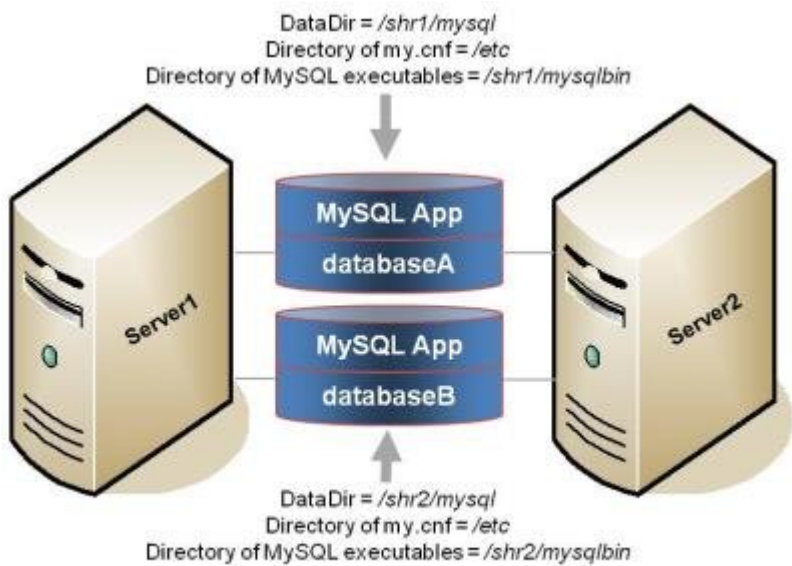 DataDir = /shr1/mysql
Directory of my.cnf = /etc
Directory of MySQL executables = /shr1/mysqlbin
MySQL App
databaseA
Server1
Server2
MySQL App
databaseB
DataDir = /shr2/mysql
Directory of my.cnf = /etc
Directory of MySQL executables = /shr2/mysqlbin